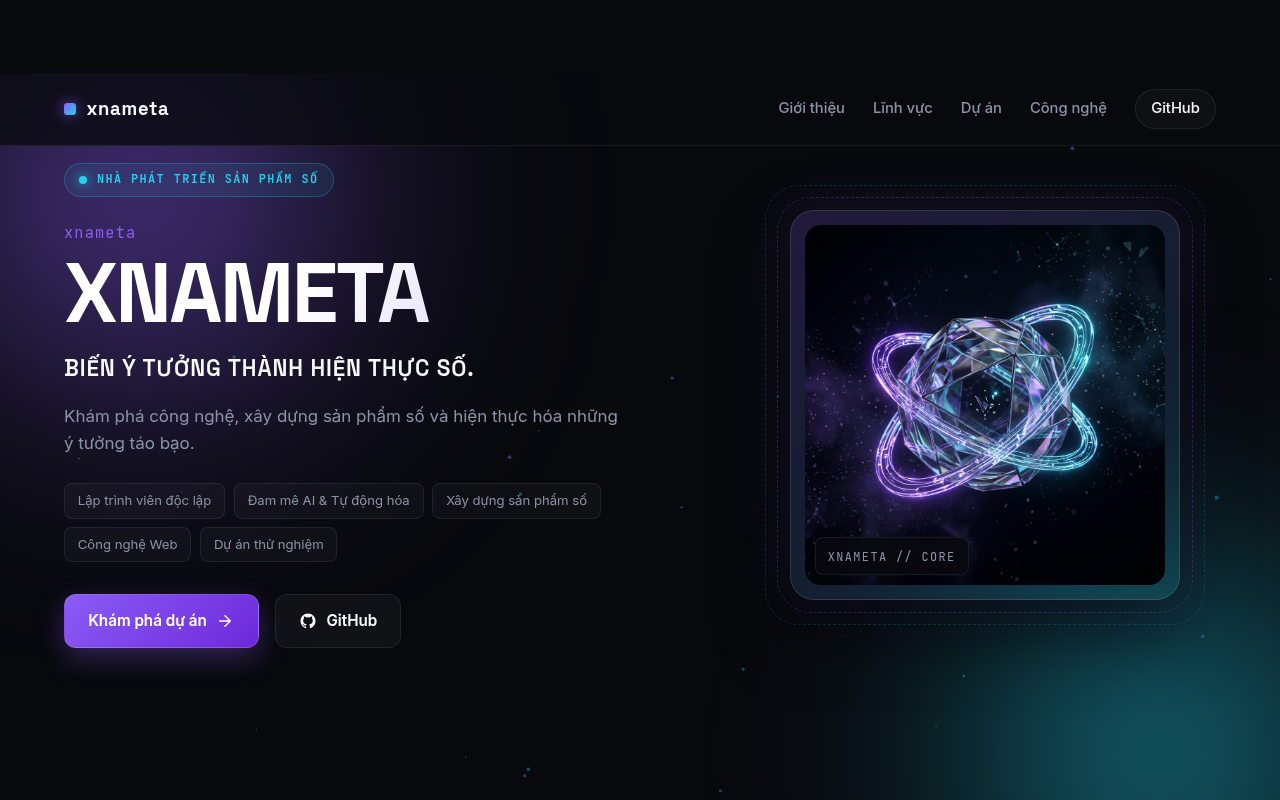 xnameta
Giới thiệu
Lĩnh vực
Dự án
Công nghệ
GitHub
NHÀ PHÁT TRIỂN SẢN PHẨM SỐ
xnameta
XNAMETA
BIẾN Ý TƯỞNG THÀNH HIỆN THỰC SỐ.
Khám phá công nghệ, xây dựng sản phẩm số và hiện thực hóa những
ý tưởng táo bạo.
Lập trình viên độc lập
Đam mê AI & Tự động hóa
Xây dựng sản phẩm số
Công nghệ Web
Dự án thử nghiệm
Khám phá dự án
GitHub
XNAMETA // CORE